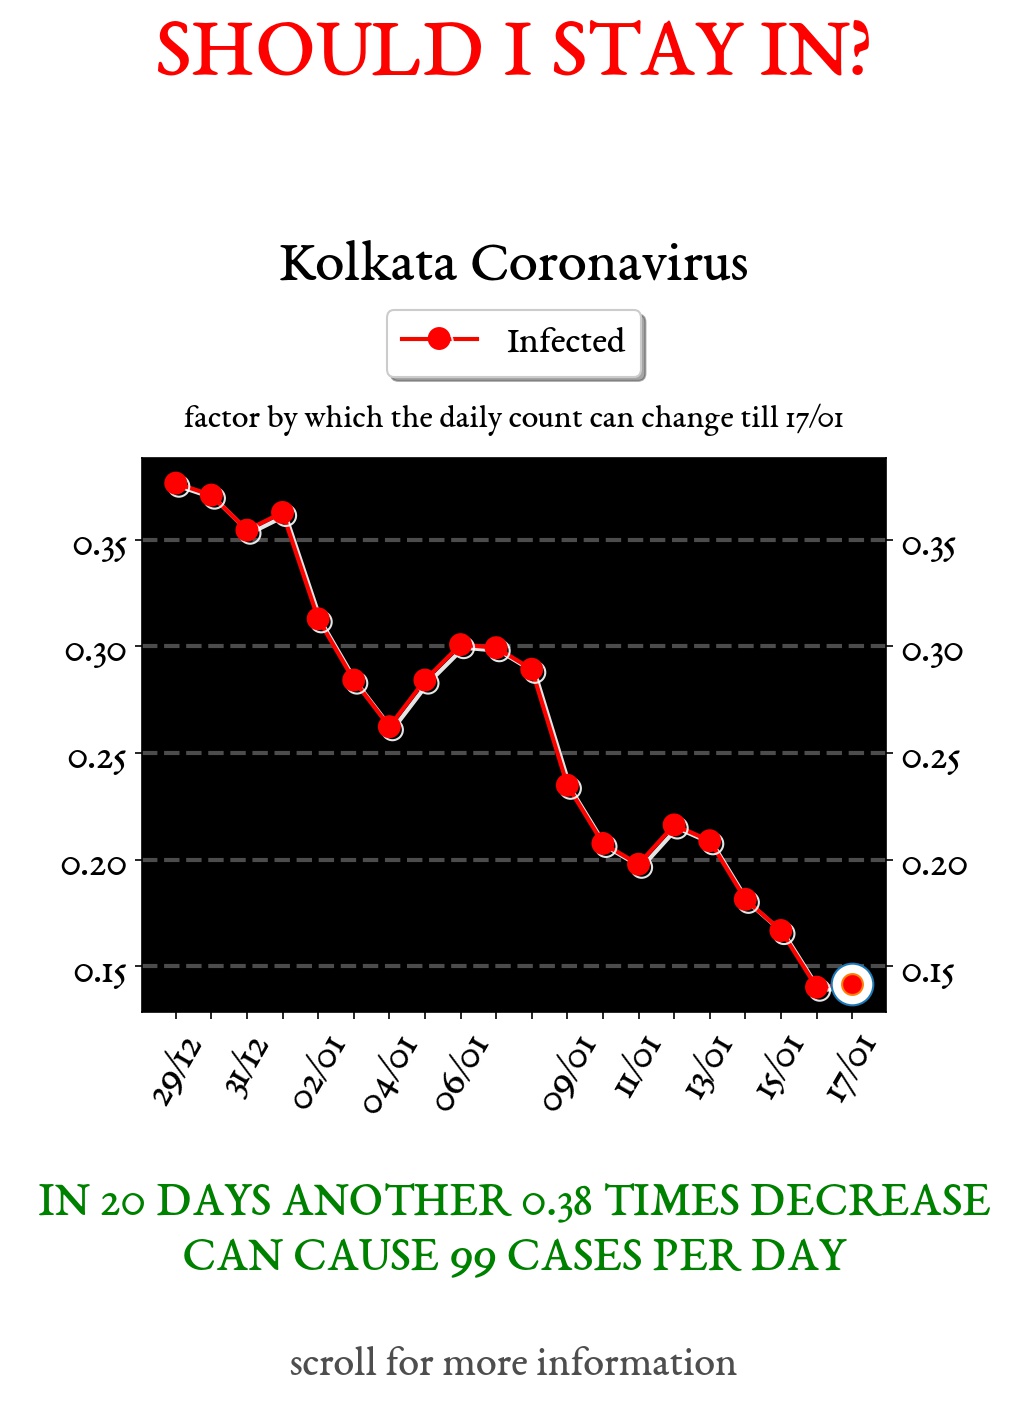 SHOULD I STAY IN?
Kolkata Coronavirus
Infected
factor by which the daily count can change till 17/01
0.35 0.35
0.30 0.30
0.25 0.25
0.20 0.20
0.15 0.15
29/12 31/12 02/01 04/01 06/01 09/01 11/01 13/01 15/01 17/01
IN 20 DAYS ANOTHER 0.38 TIMES DECREASE
CAN CAUSE 99 CASES PER DAY
scroll for more information